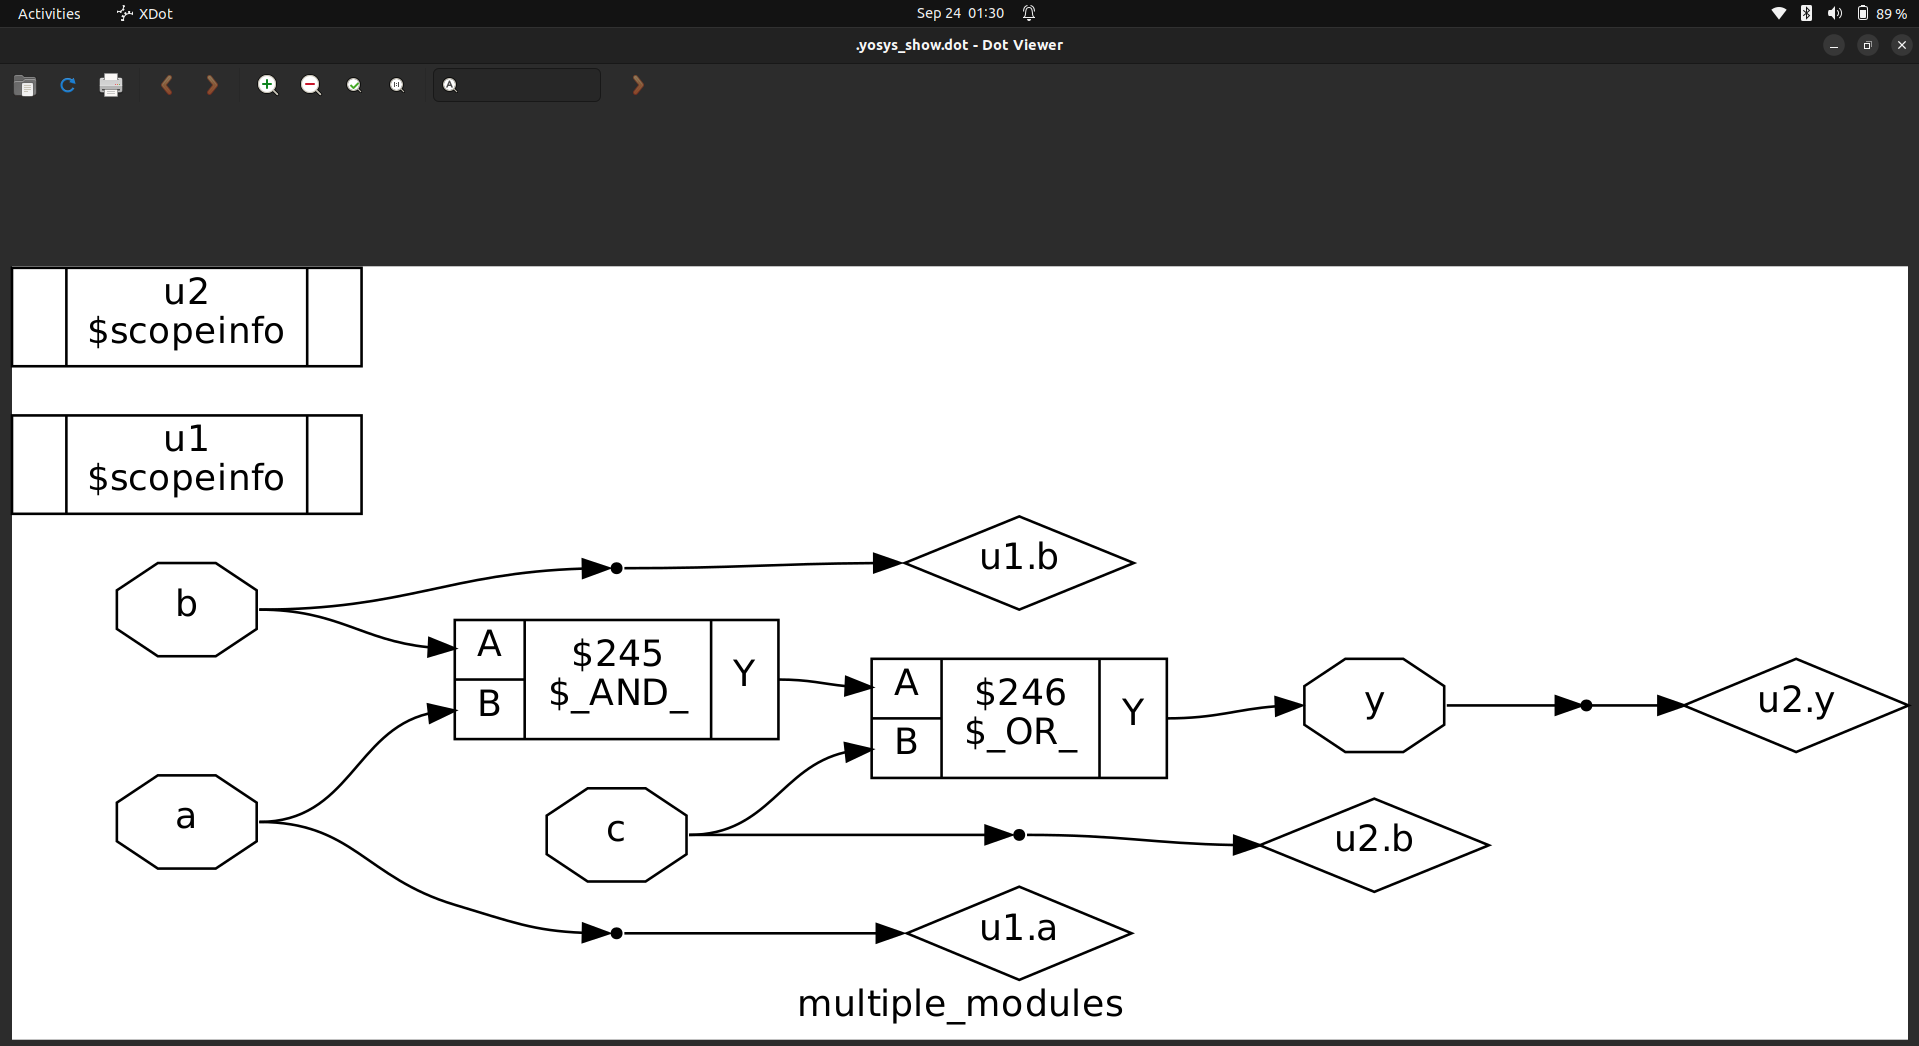 Activities XDot Sep 24 01:30 89 %
.yosys_show.dot - Dot Viewer
u2
$scopeinfo
u1
$scopeinfo
u1.b
b
A $245 Y
$_AND_
B
A $246 Y
$_OR_
B
y
u2.y
a
c
u2.b
u1.a
multiple_modules